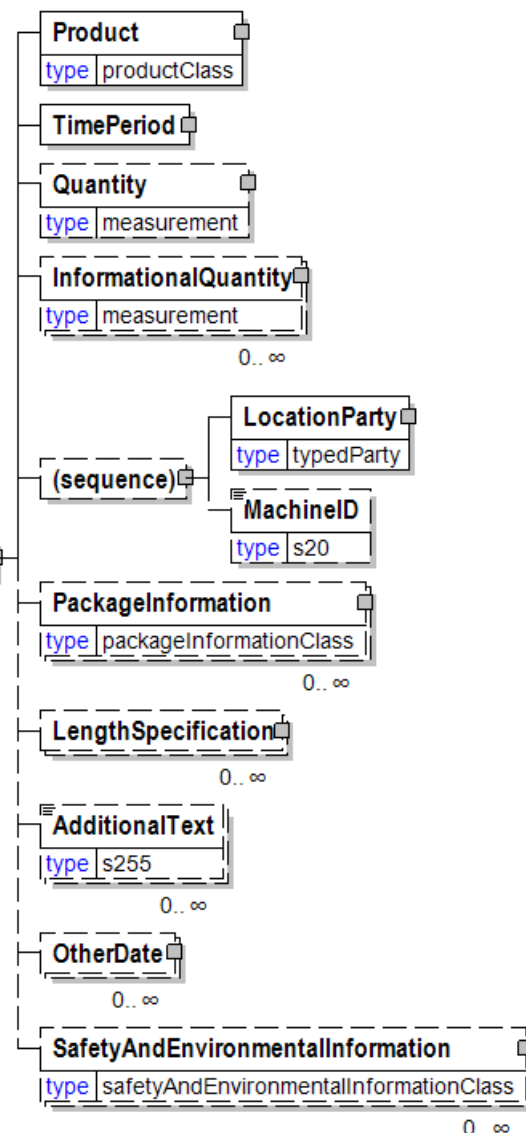 Product
type productClass
TimePeriod
Quantity
type measurement
InformationalQuantity
type measurement
0.. ∞
LocationParty
type typedParty
(sequence)
MachineID
type s20
PackageInformation
type packageInformationClass
0.. ∞
LengthSpecification
0.. ∞
AdditionalText
type s255
0.. ∞
OtherDate
0.. ∞
SafetyAndEnvironmentalInformation
type safetyAndEnvironmentalInformationClass
0.. ∞